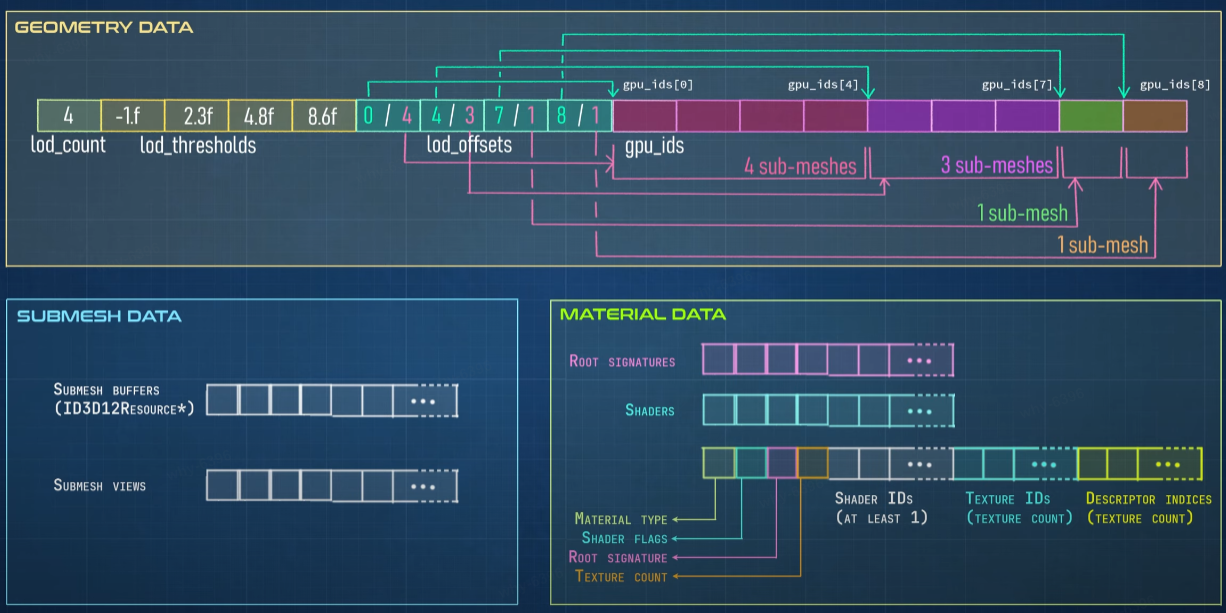 GEOMETRY DATA
gpu_ids[0] gpu_ids[4] gpu_ids[7] gpu_ids[8]
4 -1.f 2.3f 4.8f 8.6f 0 / 4 4 / 3 7 / 1 8 / 1
lod_count lod_thresholds lod_offsets gpu_ids
4 sub-meshes 3 sub-meshes
1 sub-mesh
1 sub-mesh
SUBMESH DATA
SUBMESH BUFFERS
(ID3D12RESOURCE*)
...
SUBMESH VIEWS
...
MATERIAL DATA
ROOT SIGNATURES
...
SHADERS
...
... ... ...
SHADER IDS
(AT LEAST 1)
TEXTURE IDS
(TEXTURE COUNT)
DESCRIPTOR INDICES
(TEXTURE COUNT)
MATERIAL TYPE
SHADER FLAGS
ROOT SIGNATURE
TEXTURE COUNT